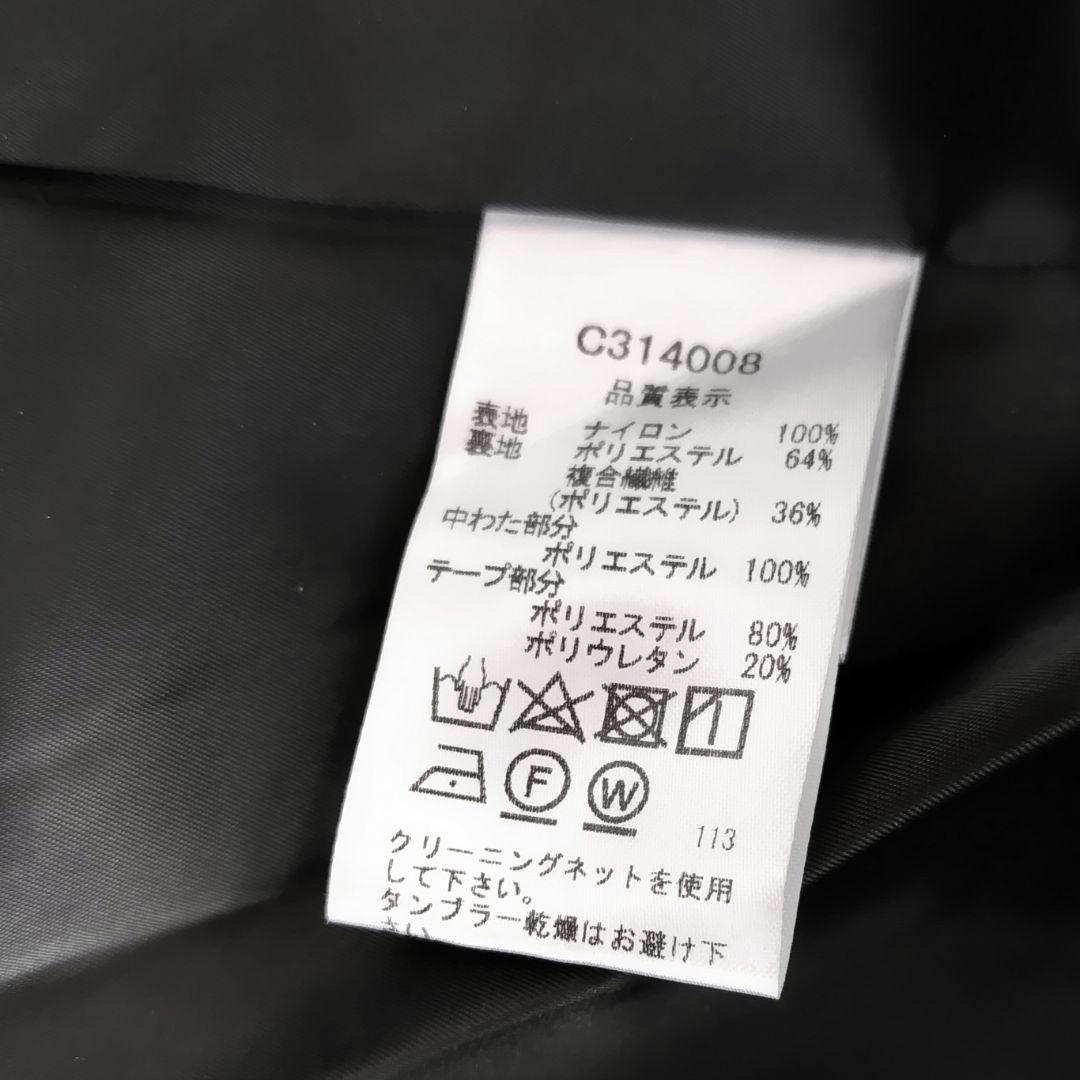 C314008
品質表示
表地 ナイロン 100%
裏地 ポリエステル 64%
複合繊維
(ポリエステル) 36%
中わた部分
ポリエステル 100%
テープ部分
ポリエステル 80%
ポリウレタン 20%
F W
113
クリーニングネットを使用
して下さい。
タンブラー乾燥はお避け下
さい